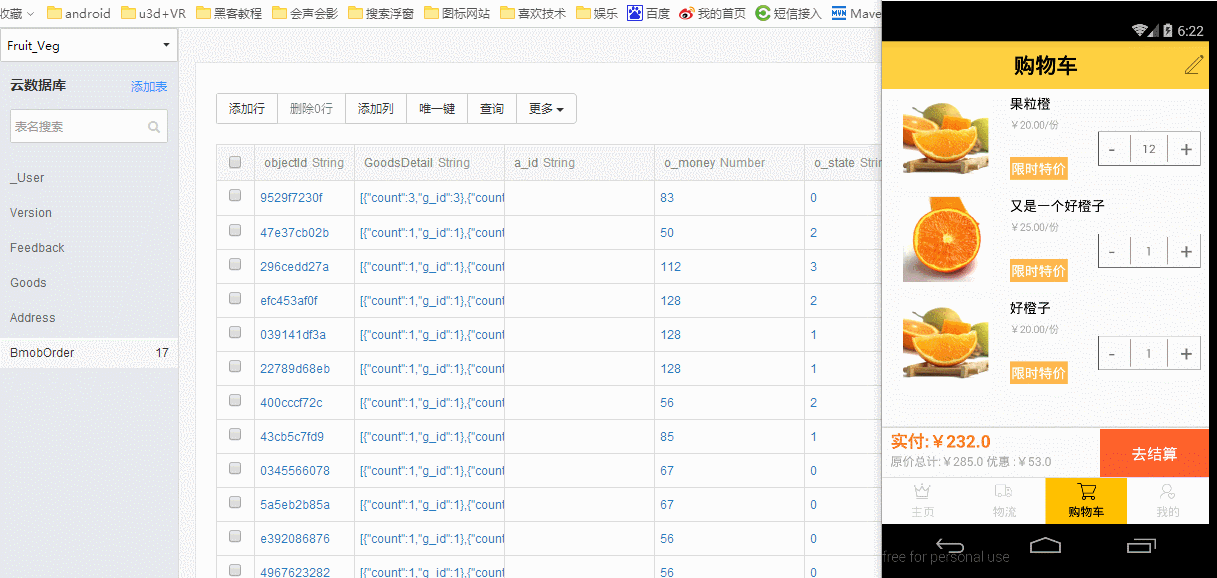 收藏 android u3d+VR 黑客教程 会声会影 搜索浮窗 图标网站 喜欢技术 娱乐 百度 我的首页 短信接入 Mave
Fruit_Veg
云数据库 添加表
表名搜索
_User
Version
Feedback
Goods
Address
BmobOrder 17
添加行 删除0行 添加列 唯一键 查询 更多
objectId String GoodsDetail String a_id String o_money Number o_state Strin
9529f7230f [{"count":3,"g_id":3},{"count 83 0
47e37cb02b [{"count":1,"g_id":1},{"count 50 2
296cedd27a [{"count":1,"g_id":1},{"count 112 3
efc453af0f [{"count":1,"g_id":1},{"count 128 2
039141df3a [{"count":1,"g_id":1},{"count 128 1
22789d68eb [{"count":1,"g_id":1},{"count 128 1
400cccf72c [{"count":1,"g_id":1},{"count 56 2
43cb5c7fd9 [{"count":1,"g_id":1},{"count 85 1
0345566078 [{"count":1,"g_id":1},{"count 67 0
5a5eb2b85a [{"count":1,"g_id":1},{"count 67 0
e392086876 [{"count":1,"g_id":1},{"count 56 0
4967623282 [{"count":1,"g_id":1},{"count 56 0
6:22
购物车
果粒橙
￥20.00/份
- 12 +
限时特价
又是一个好橙子
￥25.00/份
- 1 +
限时特价
好橙子
￥20.00/份
- 1 +
限时特价
实付:￥232.0
原价总计:￥285.0 优惠 :￥53.0
去结算
主页 物流 购物车 我的
free for personal use